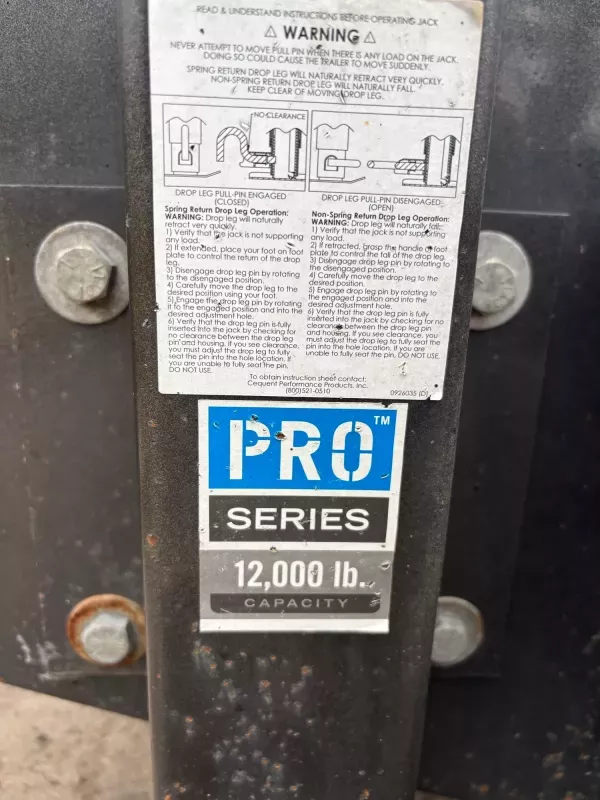 READ & UNDERSTAND INSTRUCTIONS BEFORE OPERATING JACK
⚠ WARNING ⚠
NEVER ATTEMPT TO MOVE PULL PIN WHEN THERE IS ANY LOAD ON THE JACK.
DOING SO COULD CAUSE THE TRAILER TO MOVE SUDDENLY.
SPRING RETURN DROP LEG WILL NATURALLY RETRACT VERY QUICKLY.
NON-SPRING RETURN DROP LEG WILL NATURALLY FALL.
KEEP CLEAR OF MOVING DROP LEG.
NO CLEARANCE
DROP LEG PULL-PIN ENGAGED
(CLOSED)
DROP LEG PULL-PIN DISENGAGED
(OPEN)
Spring Return Drop Leg Operation:
WARNING: Drop leg will naturally
retract very quickly.
1) Verify that the jack is not supporting
any load.
2) If extended, place your foot on foot
plate to control the return of the drop
leg.
3) Disengage drop leg pin by rotating
to the disengaged position.
4) Carefully move the drop leg to the
desired position using your foot.
5) Engage the drop leg pin by rotating
it to the engaged position and into the
desired adjustment hole.
6) Verify that the drop leg pin is fully
inserted into the jack by checking for
no clearance between the drop leg
pin and housing. If you see clearance,
you must adjust the drop leg to fully
seat the pin into the hole location. If
you are unable to fully seat the pin,
DO NOT USE.
Non-Spring Return Drop Leg Operation:
WARNING: Drop leg will naturally fall.
1) Verify that the jack is not supporting
any load.
2) If retracted, grasp the handle or foot
plate to control the fall of the drop leg.
3) Disengage drop leg pin by rotating to
the disengaged position.
4) Carefully move the drop leg to the
desired position.
5) Engage drop leg pin by rotating to
the engaged position and into the
desired adjustment hole.
6) Verify that the drop leg pin is fully
inserted into the jack by checking for no
clearance between the drop leg pin
and housing. If you see clearance, you
must adjust the drop leg to fully seat the
pin into the hole location. If you are
unable to fully seat the pin, DO NOT USE.
To obtain instruction sheet contact:
Cequent Performance Products, Inc.
(800)521-0510
0926035 (D)
PRO™
SERIES
12,000 lb.
CAPACITY